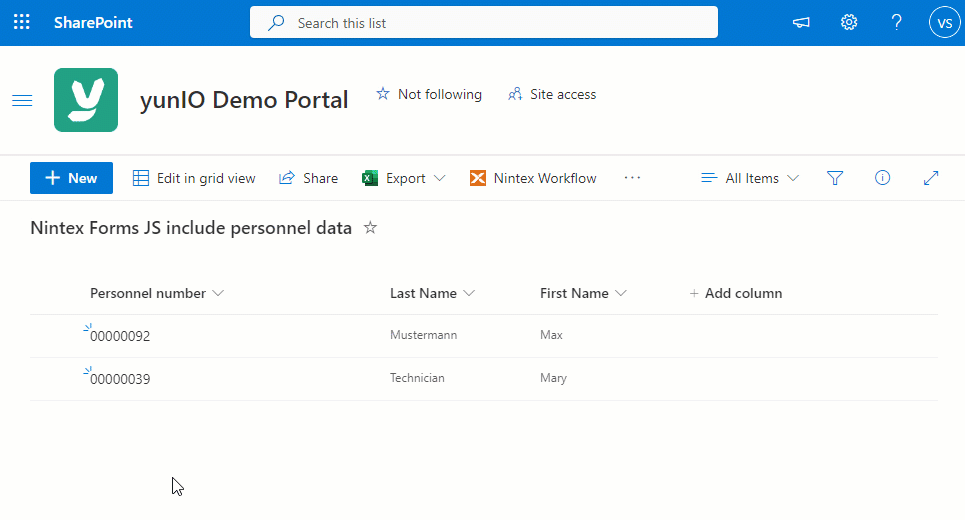 SharePoint Search this list ? VS
yunIO Demo Portal Not following Site access
+ New Edit in grid view Share Export Nintex Workflow ... All Items
Nintex Forms JS include personnel data
Personnel number Last Name First Name + Add column
00000092 Mustermann Max
00000039 Technician Mary